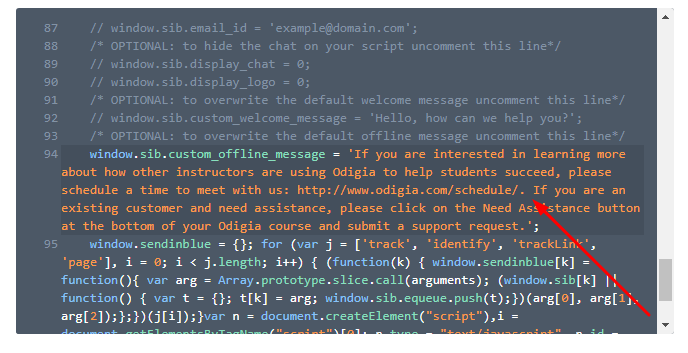 87 // window.sib.email_id = 'example@domain.com';
88 /* OPTIONAL: to hide the chat on your script uncomment this line*/
89 // window.sib.display_chat = 0;
90 // window.sib.display_logo = 0;
91 /* OPTIONAL: to overwrite the default welcome message uncomment this line*/
92 // window.sib.custom_welcome_message = 'Hello, how can we help you?';
93 /* OPTIONAL: to overwrite the default offline message uncomment this line*/
94 window.sib.custom_offline_message = 'If you are interested in learning more
about how other instructors are using Odigia to help students succeed, please
schedule a time to meet with us: http://www.odigia.com/schedule/. If you are an
existing customer and need assistance, please click on the Need Assistance button
at the bottom of your Odigia course and submit a support request.';
95 window.sendinblue = {}; for (var j = ['track', 'identify', 'trackLink',
'page'], i = 0; i < j.length; i++) { (function(k) { window.sendinblue[k] =
function(){ var arg = Array.prototype.slice.call(arguments); (window.sib[k] ||
function() { var t = {}; t[k] = arg; window.sib.equeue.push(t);})(arg[0], arg[1],
arg[2]);};})(j[i]);}var n = document.createElement("script"),i =
document.getElementsByTagName("script")[0]; n.type = "text/javascript", n.id =